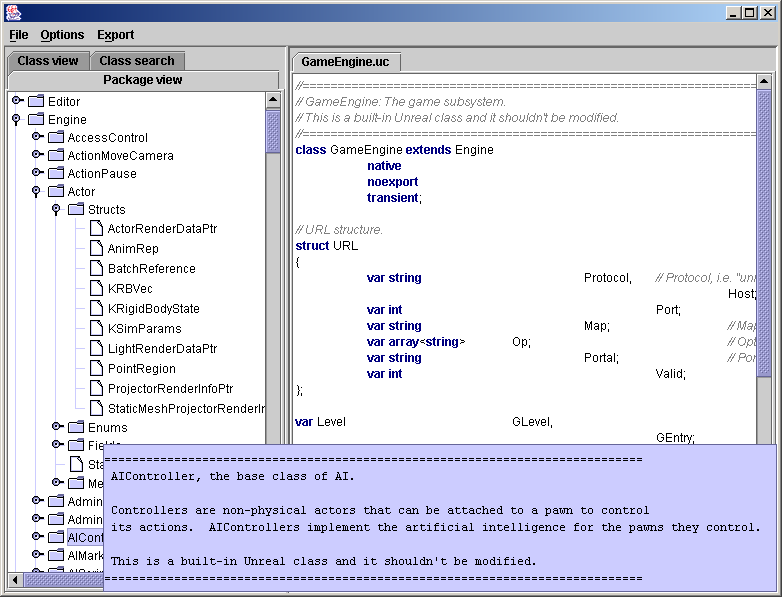 File Options Export
Class view Class search
Package view
Editor
Engine
AccessControl
ActionMoveCamera
ActionPause
Actor
Structs
ActorRenderDataPtr
AnimRep
BatchReference
KRBVec
KRigidBodyState
KSimParams
LightRenderDataPtr
PointRegion
ProjectorRenderInfoPtr
StaticMeshProjectorRenderIn
Enums
Fields
Sta
Me
Admin
Admin
AICont
AIMark
GameEngine.uc
//=====================================================================
// GameEngine: The game subsystem.
// This is a built-in Unreal class and it shouldn't be modified.
//=====================================================================
class GameEngine extends Engine
native
noexport
transient;
// URL structure.
struct URL
{
var string Protocol, // Protocol, i.e. "unr
Host;
var int Port;
var string Map; // Map
var array<string> Op; // Opt
var string Portal; // Por
var int Valid;
};
var Level GLevel,
GEntry;
=============================================================================
AIController, the base class of AI.
Controllers are non-physical actors that can be attached to a pawn to control
its actions. AIControllers implement the artificial intelligence for the pawns they control.
This is a built-in Unreal class and it shouldn't be modified.
=============================================================================